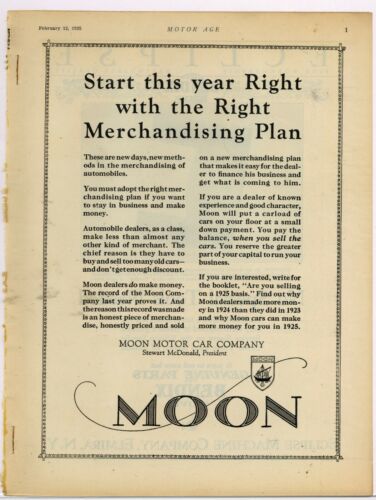 February 12, 1925
MOTOR AGE
1
Start this year Right
with the Right
Merchandising Plan
These are new days, new meth-
ods in the merchandising of
automobiles.
You must adopt the right mer-
chandising plan if you want
to stay in business and make
money.
Automobile dealers, as a class,
make less than almost any
other kind of merchant. The
chief reason is they have to
buy and sell too many old cars—
and don't get enough discount.
Moon dealers do make money.
The record of the Moon Com-
pany last year proves it. And
the reason this record was made
is an honest piece of merchan-
dise, honestly priced and sold
on a new merchandising plan
that makes it easy for the deal-
er to finance his business and
get what is coming to him.
If you are a dealer of known
experience and good character,
Moon will put a carload of
cars on your floor at a small
down payment. You pay the
balance, when you sell the
cars. You reserve the greater
part of your capital to run your
business.
If you are interested, write for
the booklet, "Are you selling
on a 1925 basis." Find out why
Moon dealers made more mon-
ey in 1924 than they did in 1923
and why Moon cars can make
more money for you in 1925.
MOON MOTOR CAR COMPANY
Stewart McDonald, President
MOON
MOON